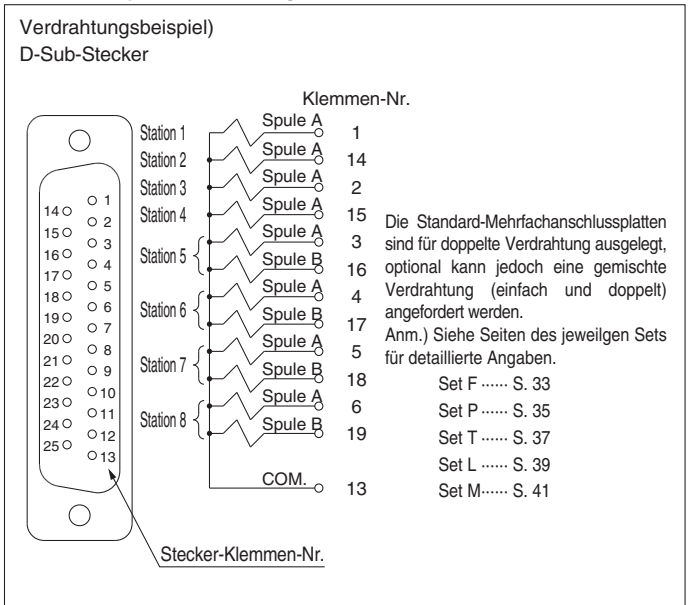 Verdrahtungsbeispiel)
D-Sub-Stecker
Klemmen-Nr.
Station 1 Spule A 1
Station 2 Spule A 14
Station 3 Spule A 2
Station 4 Spule A 15
Station 5 Spule A 3
Spule B 16
Station 6 Spule A 4
Spule B 17
Station 7 Spule A 5
Spule B 18
Station 8 Spule A 6
Spule B 19
COM. 13
1
14
2
15
3
16
4
17
5
18
6
19
7
20
8
21
9
22
10
23
11
24
12
25
13
Stecker-Klemmen-Nr.
Die Standard-Mehrfachanschlussplatten
sind für doppelte Verdrahtung ausgelegt,
optional kann jedoch eine gemischte
Verdrahtung (einfach und doppelt)
angefordert werden.
Anm.) Siehe Seiten des jeweilgen Sets
für detaillierte Angaben.
Set F ······ S. 33
Set P ······ S. 35
Set T ······ S. 37
Set L ······ S. 39
Set M······ S. 41